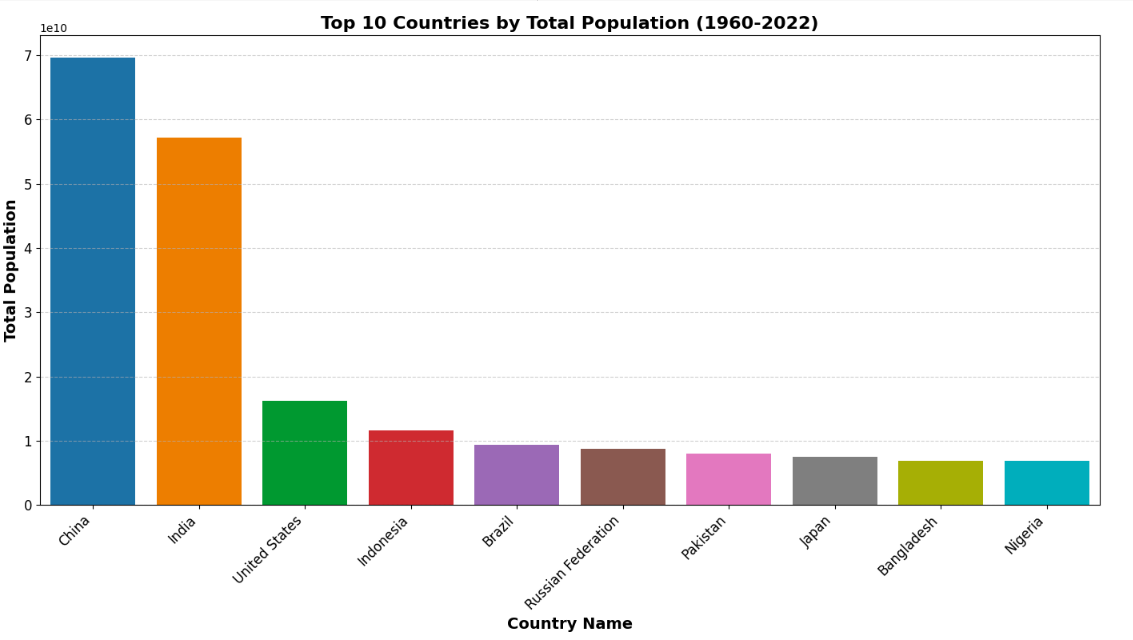 Top 10 Countries by Total Population (1960-2022)
1e10
7
6
5
4
3
2
1
0
Total Population
China
India
United States
Indonesia
Brazil
Russian Federation
Pakistan
Japan
Bangladesh
Nigeria
Country Name